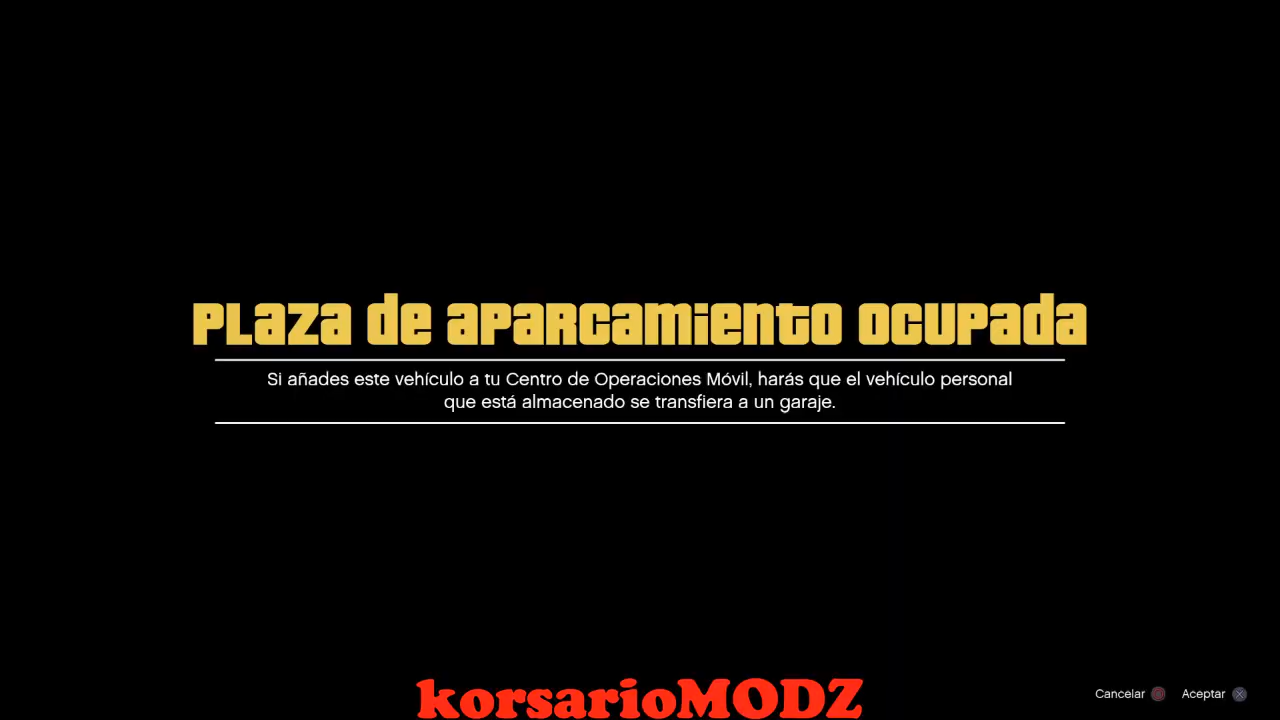 PLaza de aparcamiento ocupada
Si añades este vehículo a tu Centro de Operaciones Móvil, harás que el vehículo personal
que está almacenado se transfiera a un garaje.
korsarioMODZ
Cancelar Aceptar